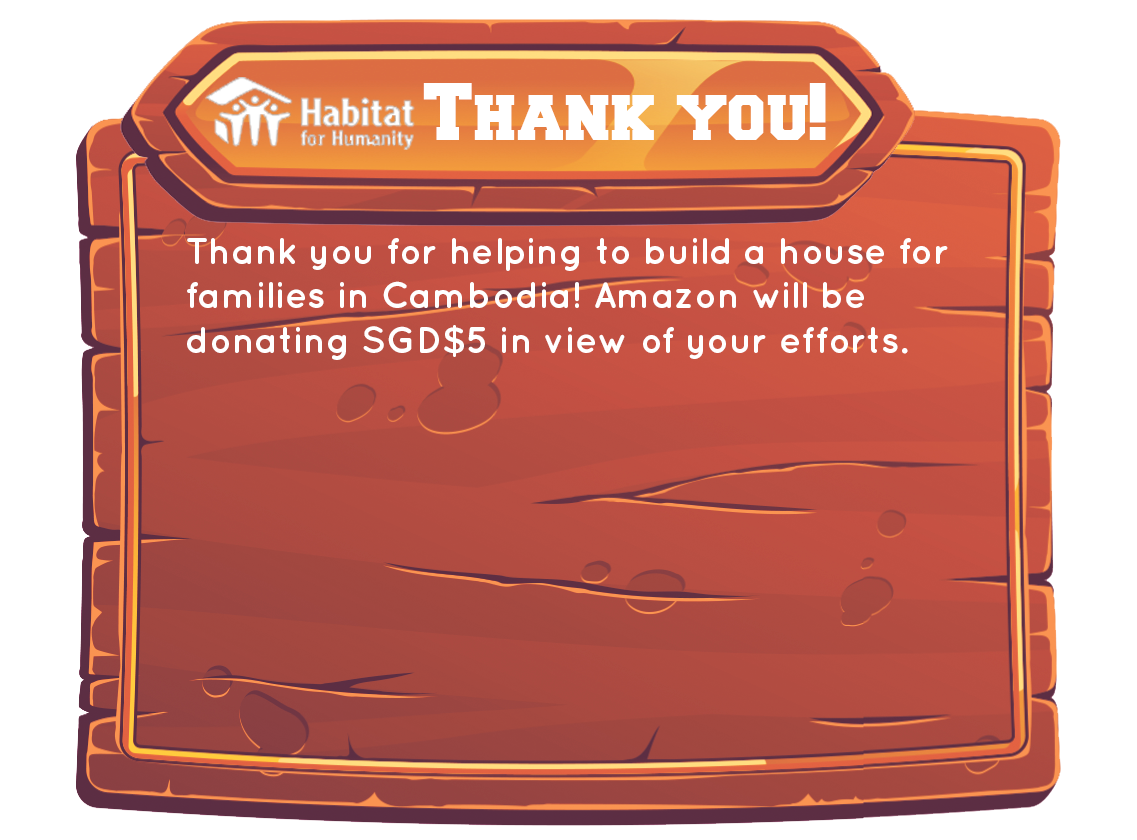 Habitat
for Humanity
Thank you!
Thank you for helping to build a house for
families in Cambodia! Amazon will be
donating SGD$5 in view of your efforts.